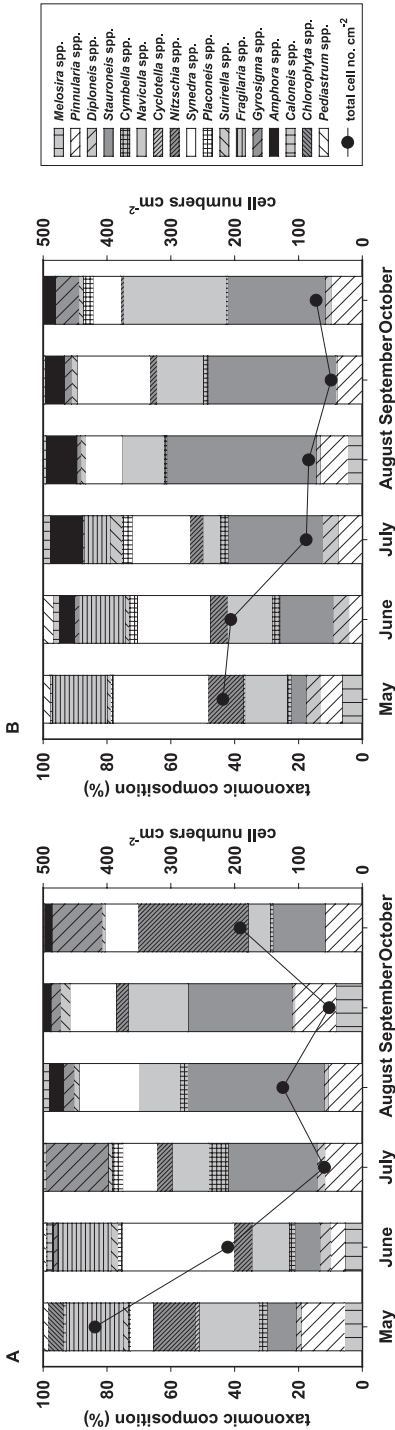 A
taxonomic composition (%)
100
80
60
40
20
0
cell numbers cm-2
500
400
300
200
100
0
May
June
July
August
September
October
B
taxonomic composition (%)
100
80
60
40
20
0
cell numbers cm-2
500
400
300
200
100
0
May
June
July
August
September
October
Melosira spp.
Pinnularia spp.
Diploneis spp.
Stauroneis spp.
Cymbella spp.
Navicula spp.
Cyclotella spp.
Nitzschia spp.
Synedra spp.
Placoneis spp.
Surirella spp.
Fragilaria spp.
Gyrosigma spp.
Amphora spp.
Caloneis spp.
Chlorophyta spp.
Pediastrum spp.
total cell no. cm-2